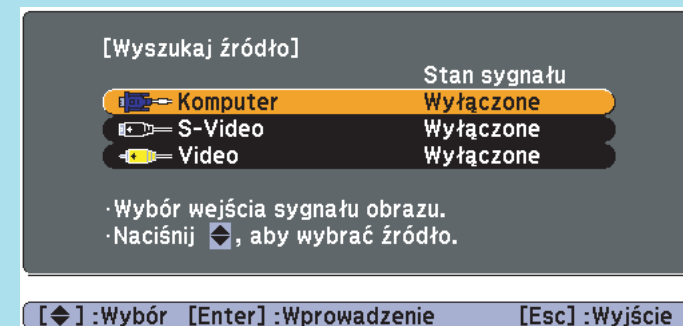 [Wyszukaj źródło]
Stan sygnału
Komputer Wyłączone
S-Video Wyłączone
Video Wyłączone
·Wybór wejścia sygnału obrazu.
·Naciśnij , aby wybrać źródło.
[] :Wybór [Enter] :Wprowadzenie [Esc] :Wyjście